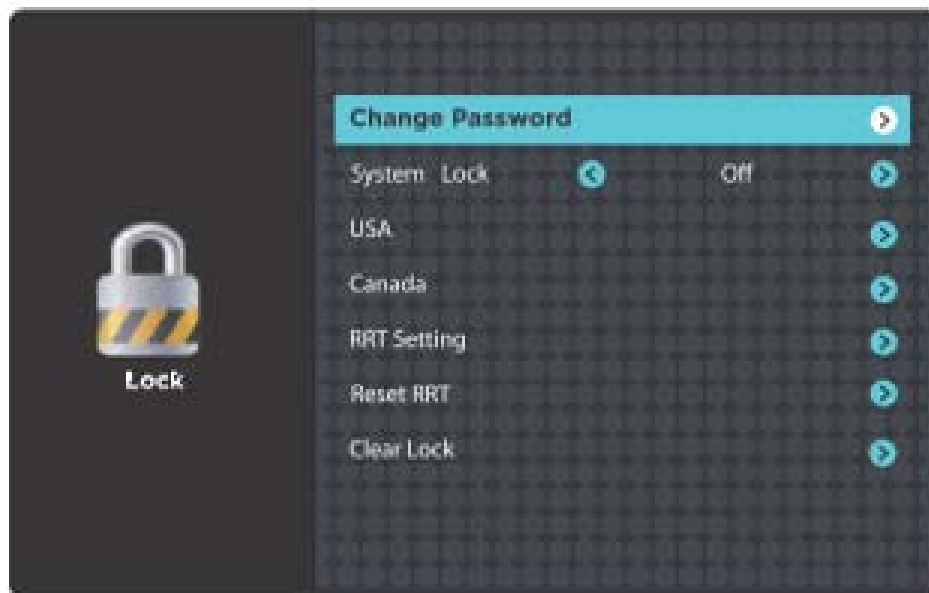 Change Password
System Lock Off
USA
Canada
RRT Setting
Reset RRT
Clear Lock
Lock